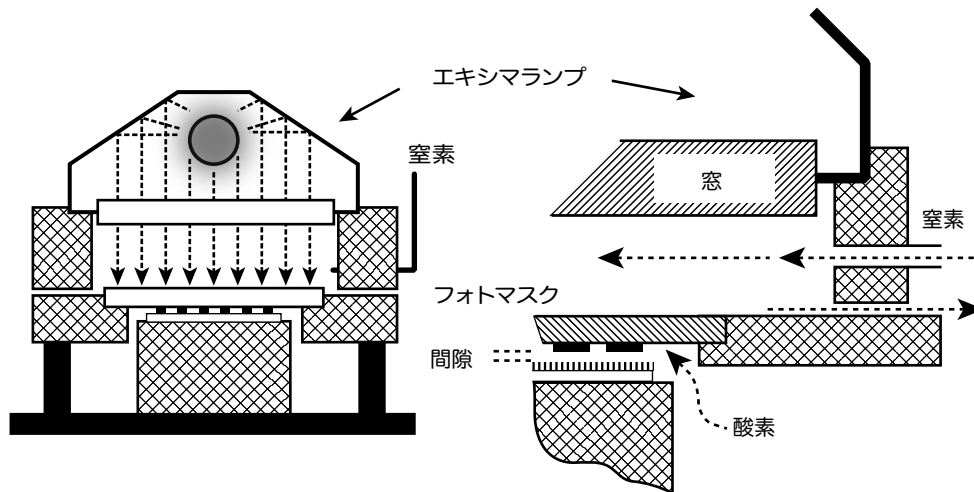 エキシマランプ
窒素
窓
窒素
フォトマスク
間隙
酸素